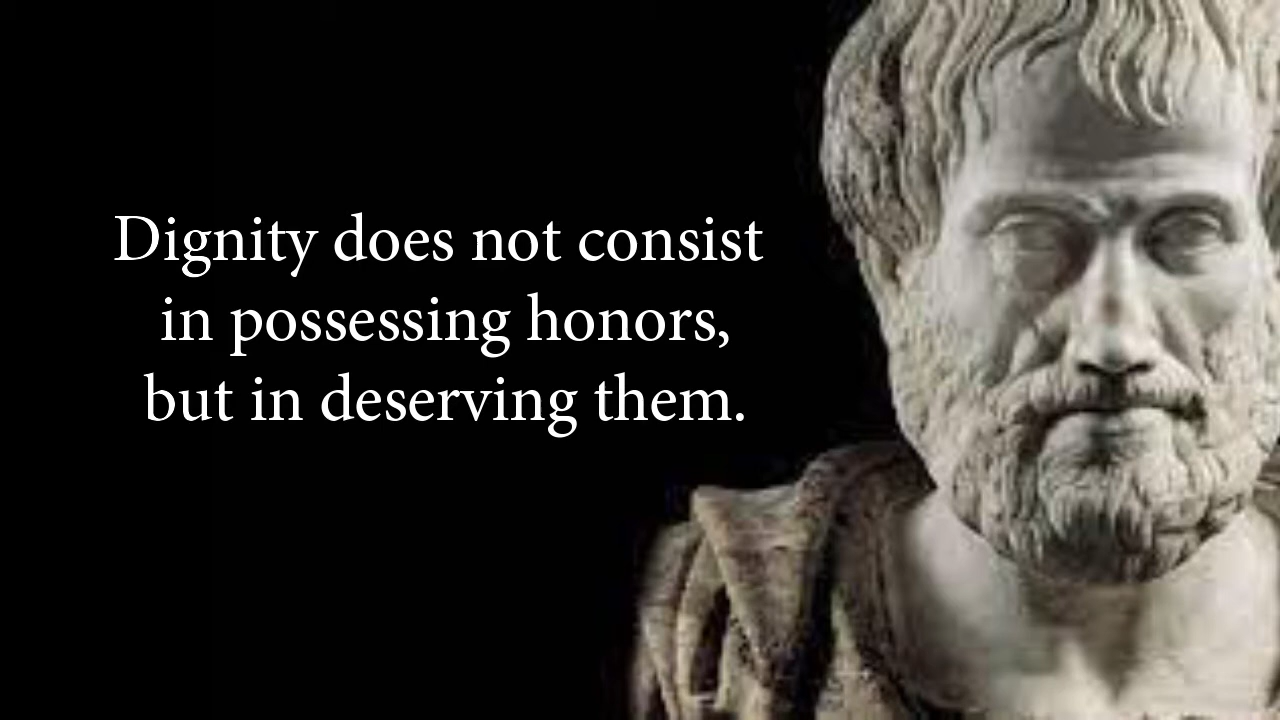 Dignity does not consist
in possessing honors,
but in deserving them.